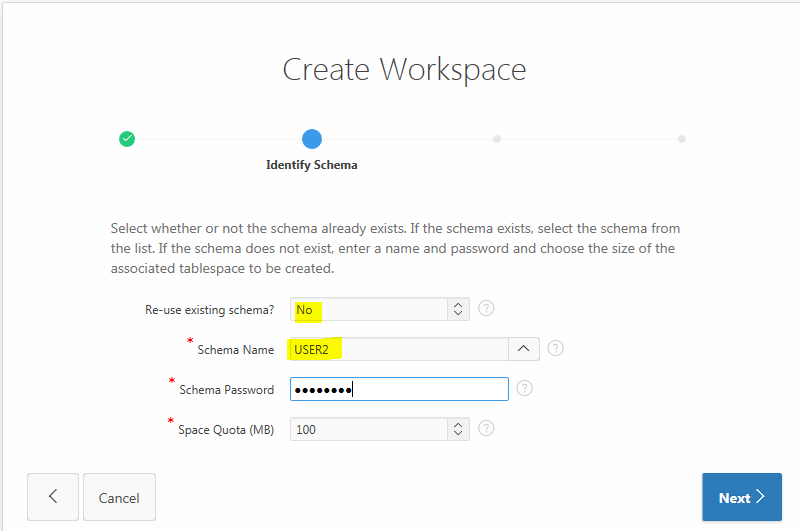 Create Workspace
Identify Schema
Select whether or not the schema already exists. If the schema exists, select the schema from
the list. If the schema does not exist, enter a name and password and choose the size of the
associated tablespace to be created.
Re-use existing schema? No ?
* Schema Name USER2 ?
* Schema Password •••••••• ?
* Space Quota (MB) 100 ?
Cancel Next